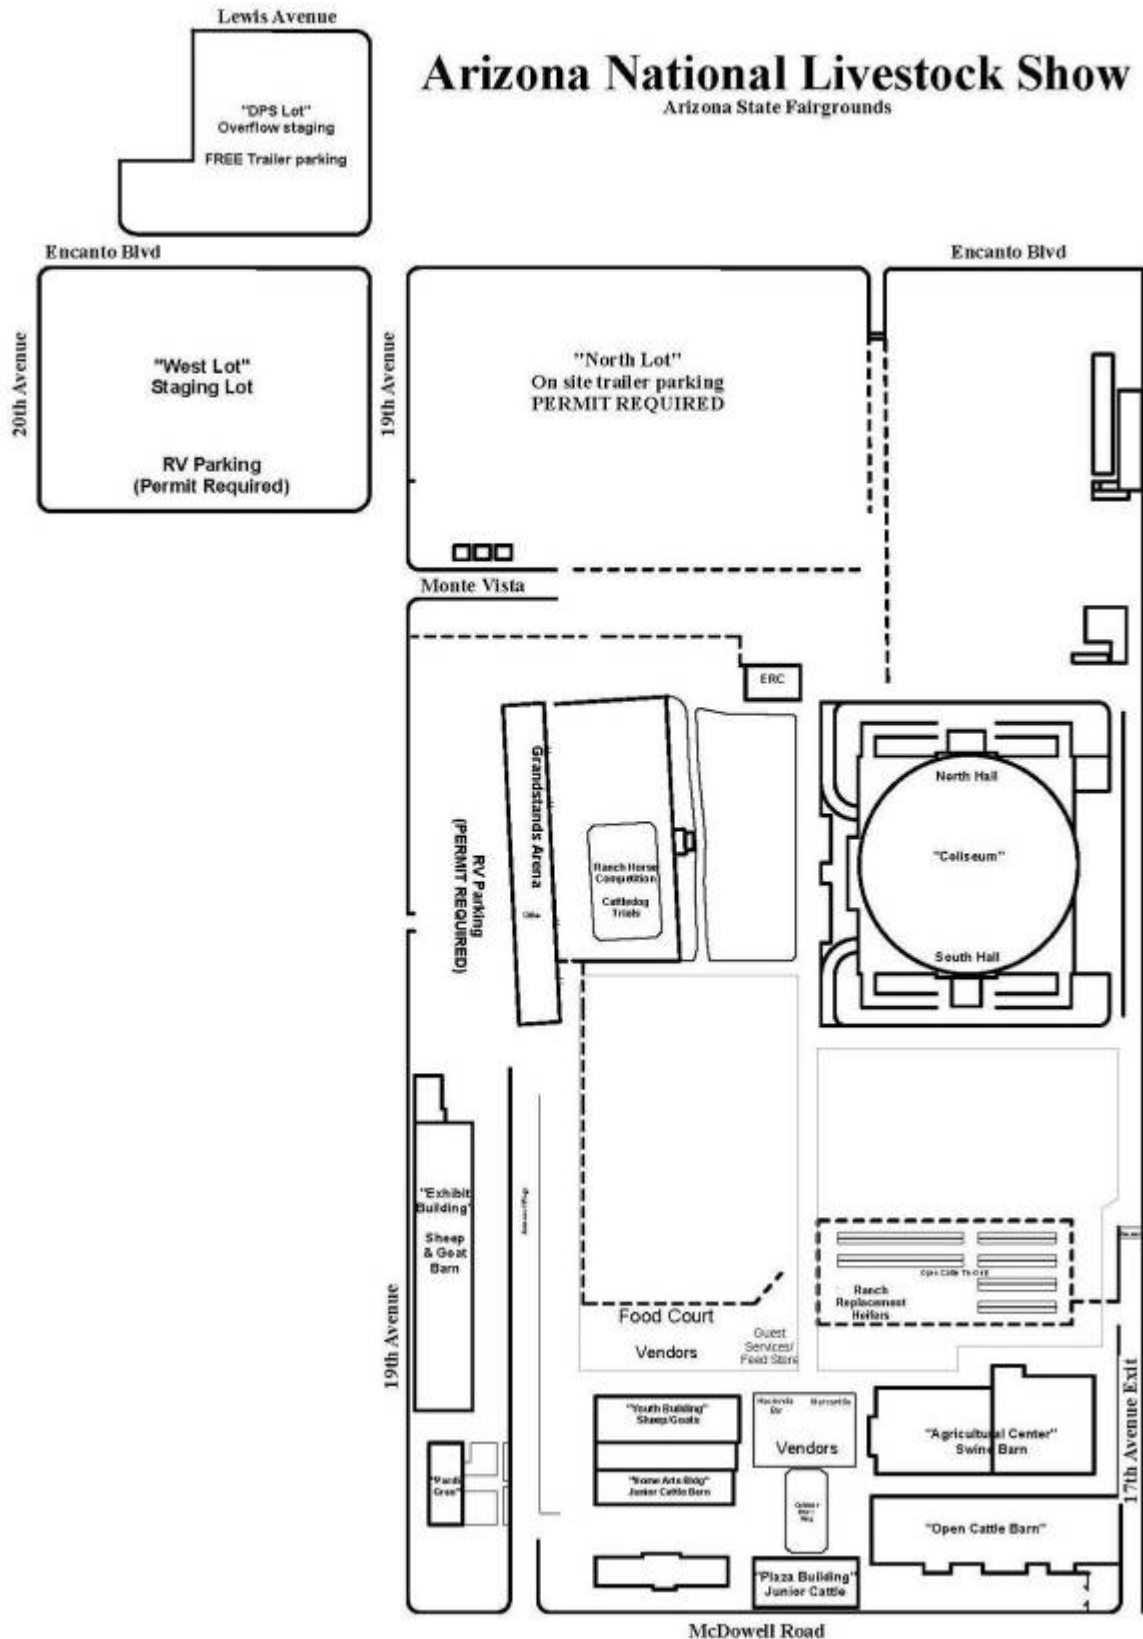 Lewis Avenue
Arizona National Livestock Show
Arizona State Fairgrounds
"DPS Lot"
Overflow staging
FREE Trailer parking
Encanto Blvd
Encanto Blvd
20th Avenue
"West Lot"
Staging Lot
RV Parking
(Permit Required)
19th Avenue
"North Lot"
On site trailer parking
PERMIT REQUIRED
Monte Vista
ERC
Grandstands Arena
RV Parking
(PERMIT REQUIRED)
Ranch Horse
Competition
Cattledog
Trials
North Hall
"Coliseum"
South Hall
"Exhibit
Building"
Sheep
& Goat
Barn
19th Avenue
Ranch
Replacement
Heifers
Food Court
Vendors
Guest
Services/
Feed Store
17th Avenue Exit
"Youth Building"
Sheep/Goats
Hacienda
Bar
Mercantile
Vendors
"Agricultural Center"
Swine Barn
"Home Arts Bldg"
Junior Cattle Barn
"Open Cattle Barn"
"Plaza Building"
Junior Cattle
McDowell Road